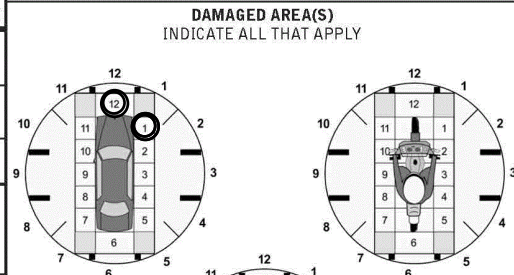 DAMAGED AREA(S)
INDICATE ALL THAT APPLY
12 12
11 1 11 1
12 12
10 11 1 2 10 11 1 2
10 2 10 2
9 9 3 3 9 9 3 3
8 8 4 4 8 8 4 4
7 5 7 5
7 6 5 7 6 5
6 12 6
11 1